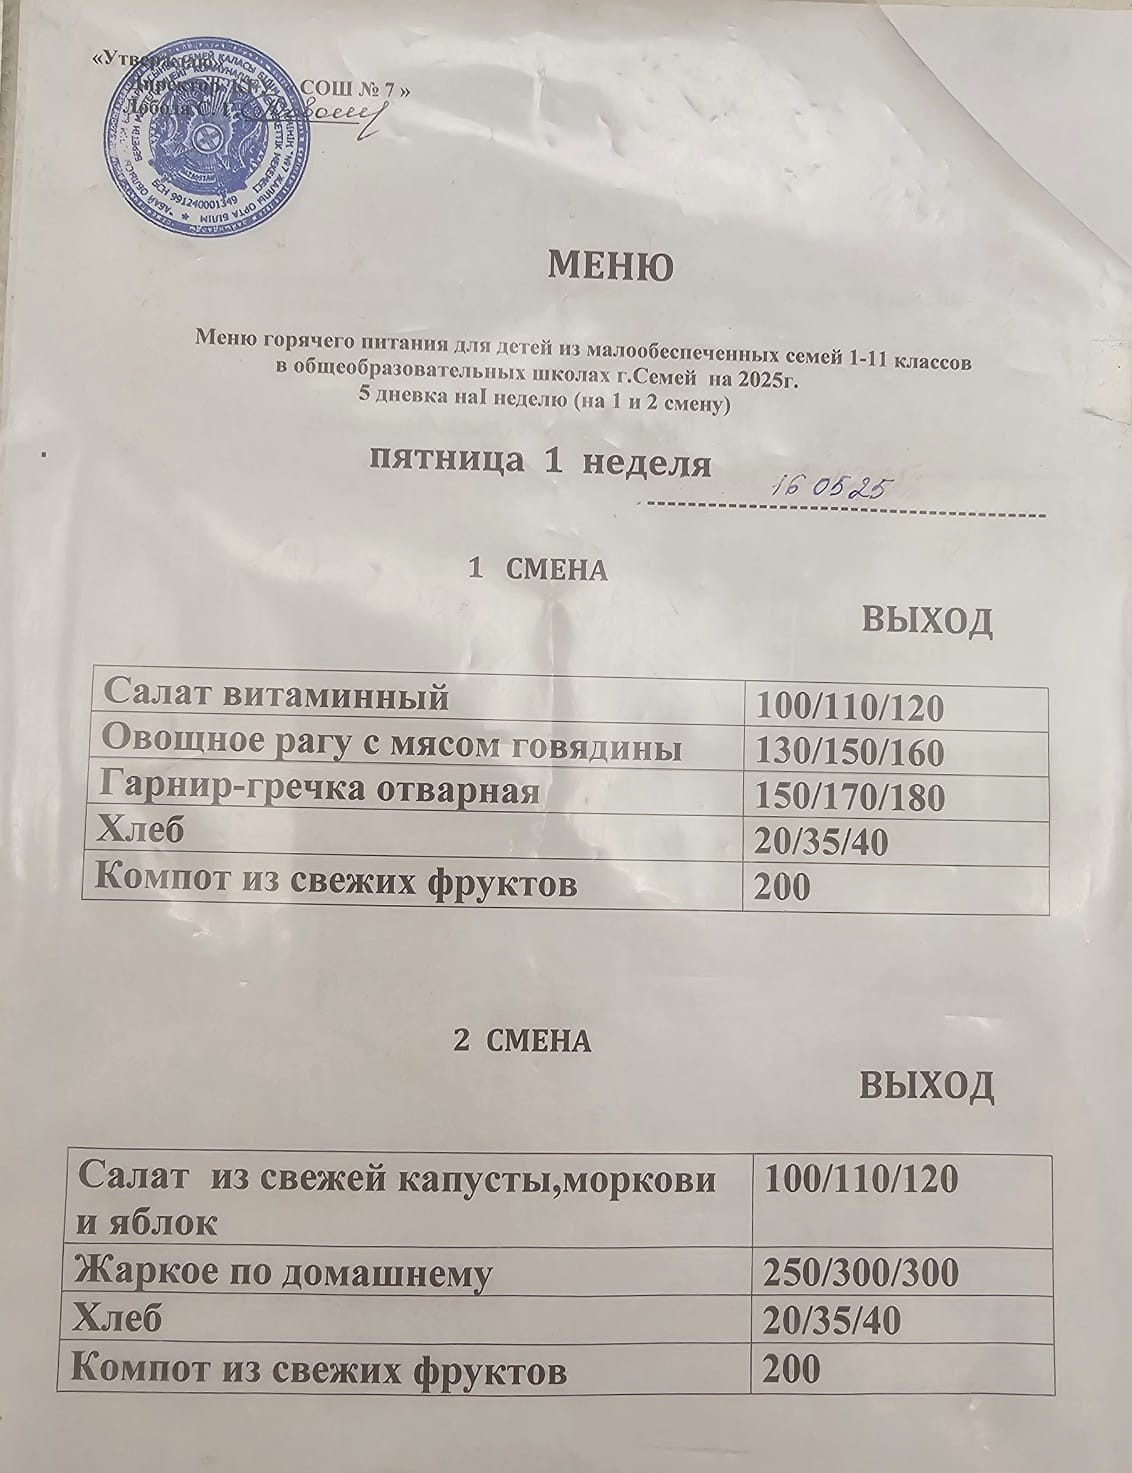 «Утверждаю»
Директор КГУ СОШ № 7 »
Лобода С. Г.
БСН 991240001349
МЕНЮ
Меню горячего питания для детей из малообеспеченных семей 1-11 классов
в общеобразовательных школах г.Семей на 2025г.
5 дневка наI неделю (на 1 и 2 смену)
пятница 1 неделя
16 05 25
1 СМЕНА
ВЫХОД
Салат витаминный 100/110/120
Овощное рагу с мясом говядины 130/150/160
Гарнир-гречка отварная 150/170/180
Хлеб 20/35/40
Компот из свежих фруктов 200
2 СМЕНА
ВЫХОД
Салат из свежей капусты,моркови 100/110/120
и яблок
Жаркое по домашнему 250/300/300
Хлеб 20/35/40
Компот из свежих фруктов 200